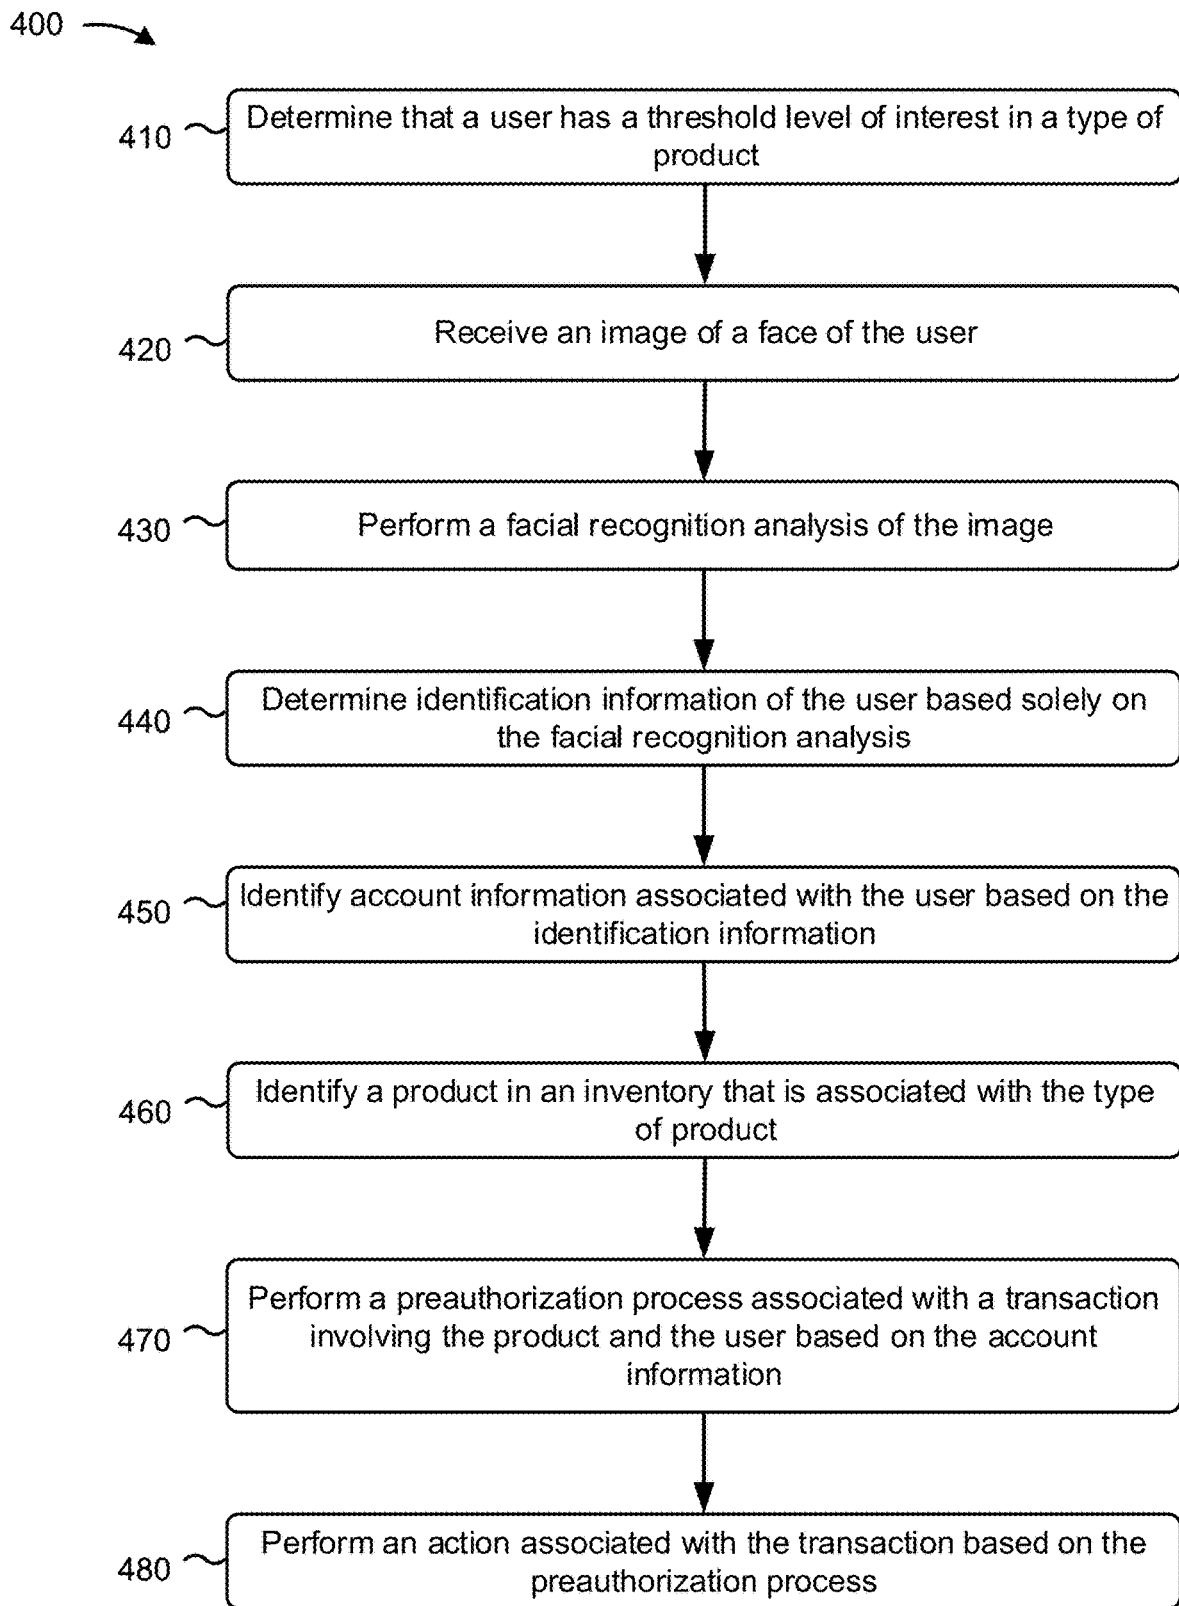 400
410
Determine that a user has a threshold level of interest in a type of
product
420
Receive an image of a face of the user
430
Perform a facial recognition analysis of the image
440
Determine identification information of the user based solely on
the facial recognition analysis
450
Identify account information associated with the user based on the
identification information
460
Identify a product in an inventory that is associated with the type
of product
470
Perform a preauthorization process associated with a transaction
involving the product and the user based on the account
information
480
Perform an action associated with the transaction based on the
preauthorization process